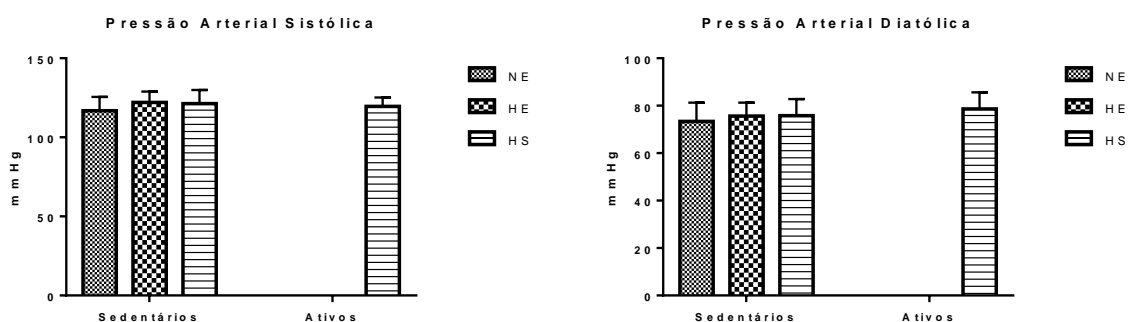 Pressão Arterial Sistólica
150
100
50
0
mmHg
Sedentários
Ativos
NE
HE
HS
Pressão Arterial Diatólica
100
80
60
40
20
0
mmHg
Sedentários
Ativos
NE
HE
HS